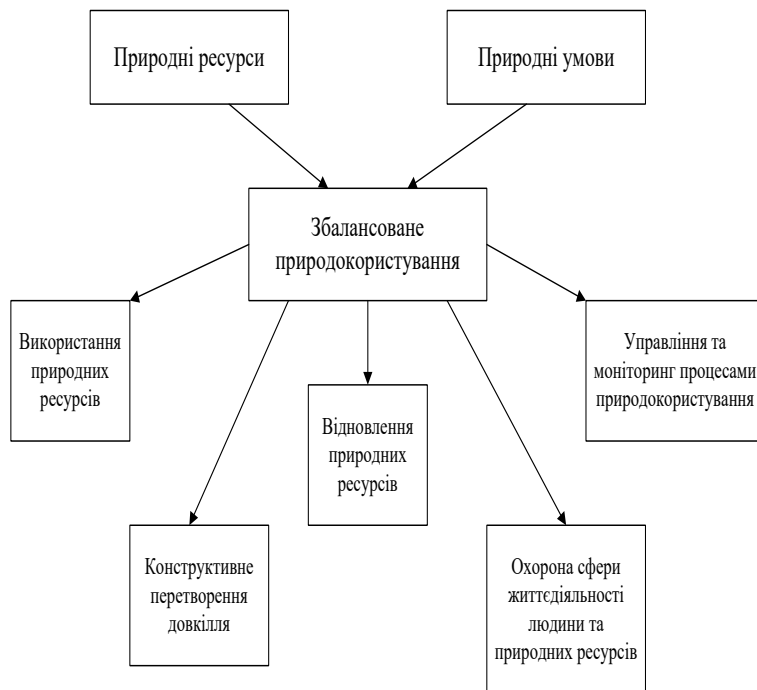 Природні ресурси
Природні умови
Збалансоване
природокористування
Використання
природних
ресурсів
Управління та
моніторинг процесами
природокористування
Відновлення
природних
ресурсів
Конструктивне
перетворення
довкілля
Охорона сфери
життєдіяльності
людини та
природних ресурсів